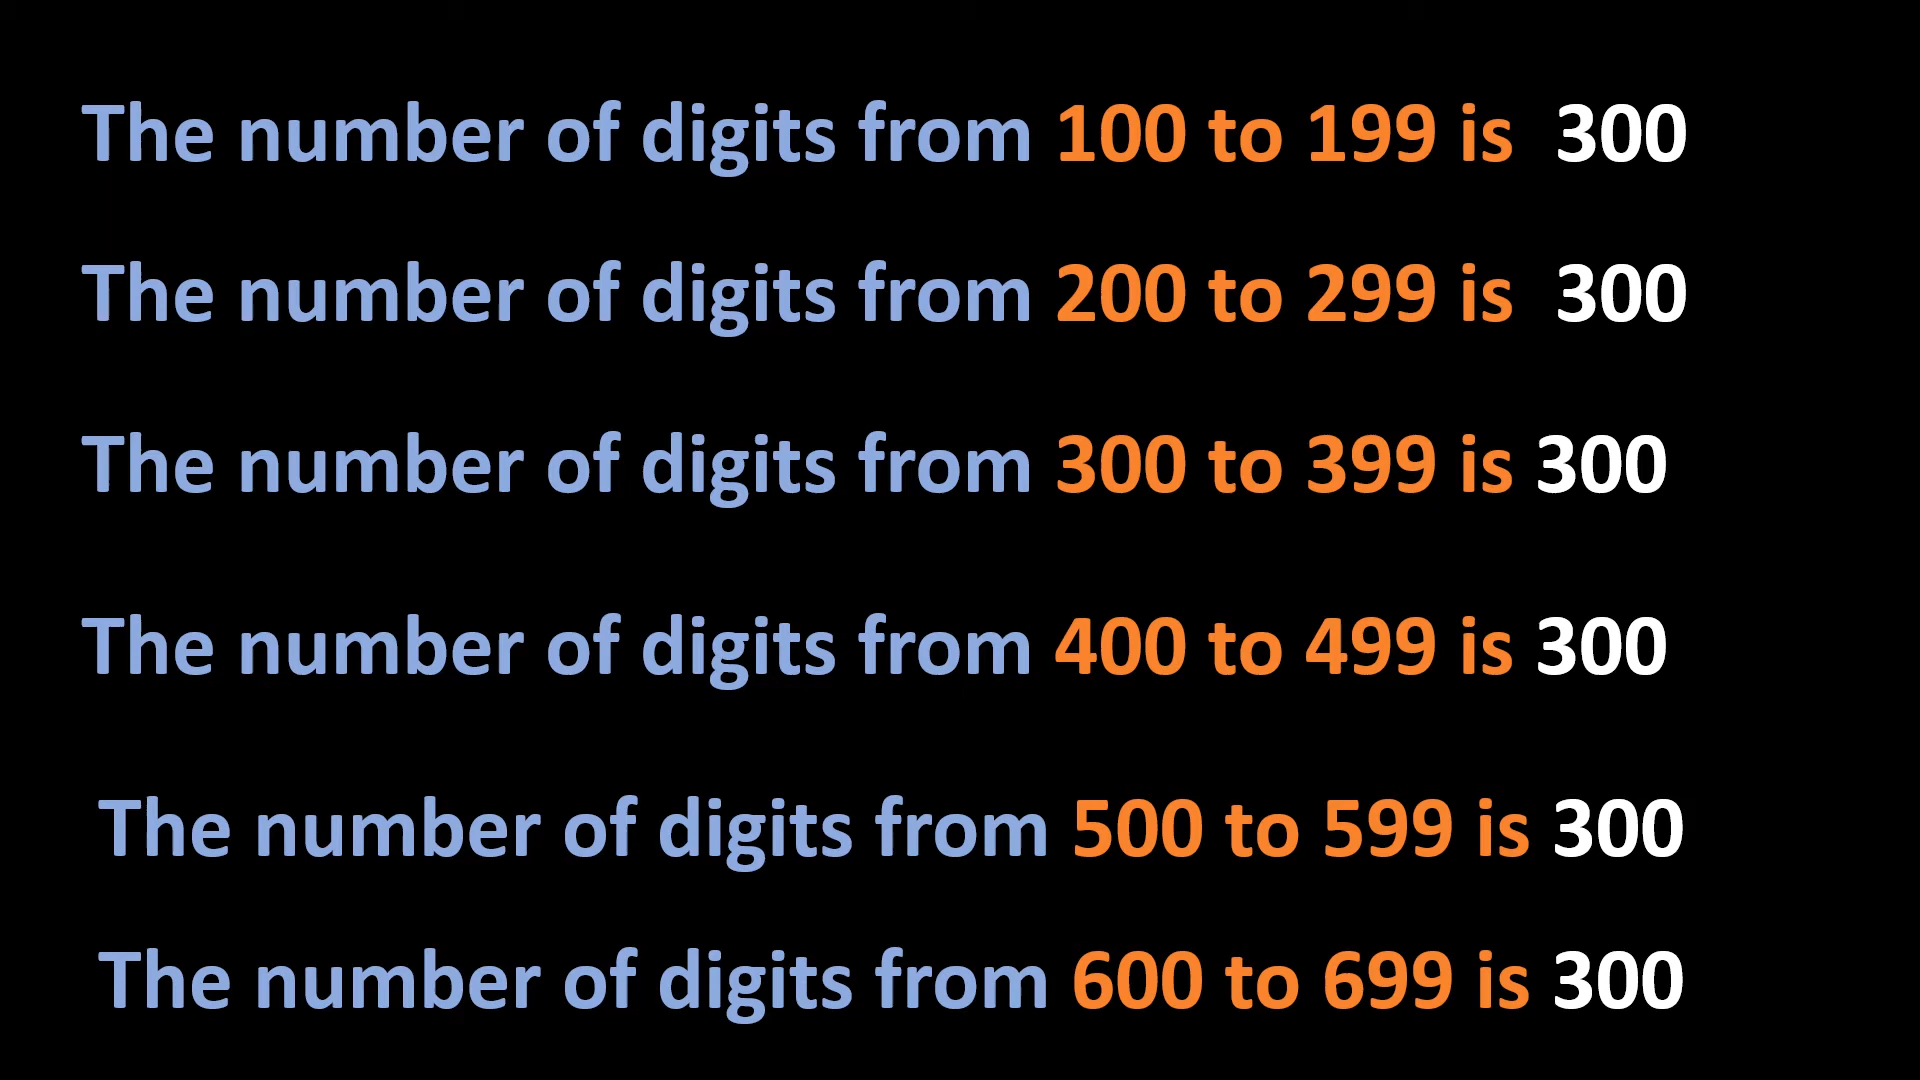 The number of digits from 100 to 199 is 300
The number of digits from 200 to 299 is 300
The number of digits from 300 to 399 is 300
The number of digits from 400 to 499 is 300
The number of digits from 500 to 599 is 300
The number of digits from 600 to 699 is 300